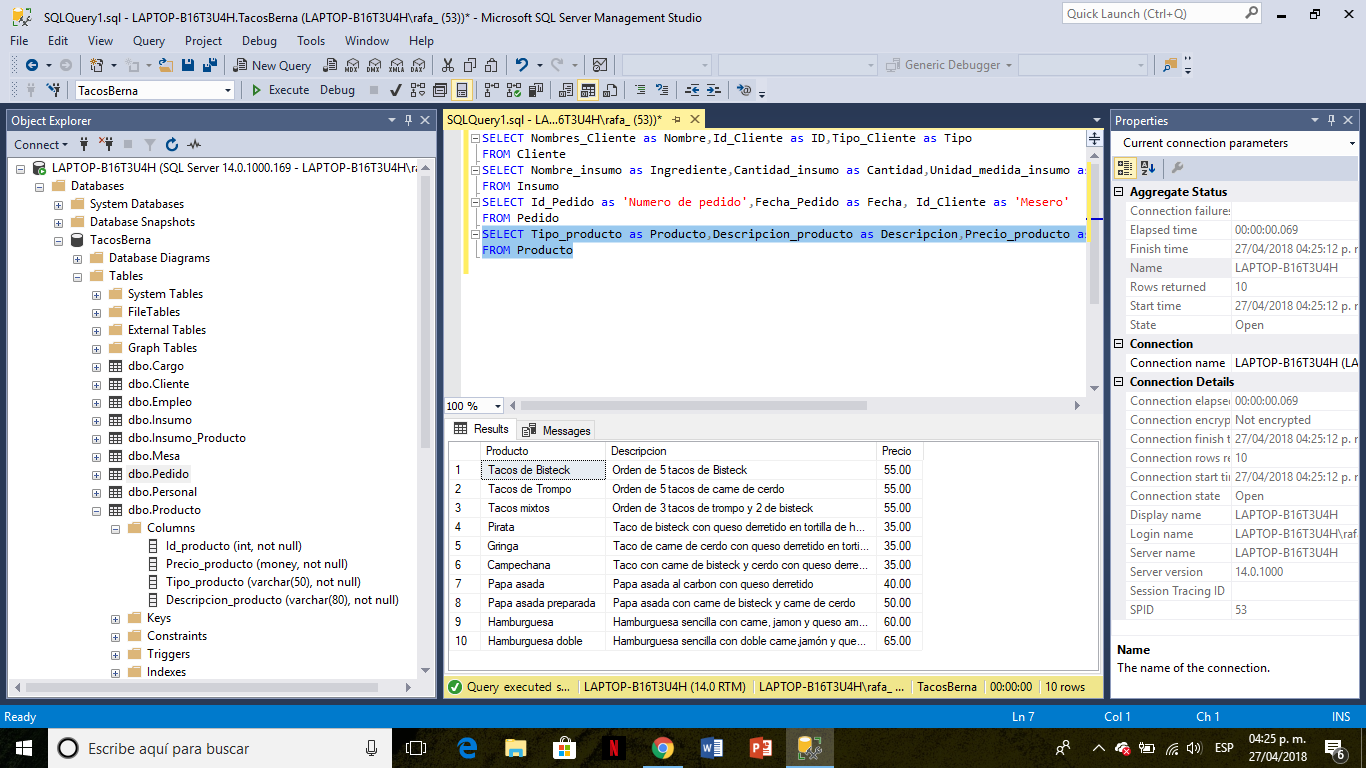 SQLQuery1.sql - LAPTOP-B16T3U4H.TacosBerna (LAPTOP-B16T3U4H\rafa_ (53))* - Microsoft SQL Server Management Studio
Quick Launch (Ctrl+Q)
File Edit View Query Project Debug Tools Window Help
New Query
MDX DMX XMLA DAX
Generic Debugger
TacosBerna
Execute Debug
Object Explorer
Connect
LAPTOP-B16T3U4H (SQL Server 14.0.1000.169 - LAPTOP-B16T3U4H\ra
Databases
System Databases
Database Snapshots
TacosBerna
Database Diagrams
Tables
System Tables
FileTables
External Tables
Graph Tables
dbo.Cargo
dbo.Cliente
dbo.Empleo
dbo.Insumo
dbo.Insumo_Producto
dbo.Mesa
dbo.Pedido
dbo.Personal
dbo.Producto
Columns
Id_producto (int, not null)
Precio_producto (money, not null)
Tipo_producto (varchar(50), not null)
Descripcion_producto (varchar(80), not null)
Keys
Constraints
Triggers
Indexes
SQLQuery1.sql - LA...6T3U4H\rafa_ (53))*
SELECT Nombres_Cliente as Nombre,Id_Cliente as ID,Tipo_Cliente as Tipo
FROM Cliente
SELECT Nombre_insumo as Ingrediente,Cantidad_insumo as Cantidad,Unidad_medida_insumo as
FROM Insumo
SELECT Id_Pedido as 'Numero de pedido',Fecha_Pedido as Fecha, Id_Cliente as 'Mesero'
FROM Pedido
SELECT Tipo_producto as Producto,Descripcion_producto as Descripcion,Precio_producto as
FROM Producto
100 %
Results Messages
Producto Descripcion Precio
1 Tacos de Bisteck Orden de 5 tacos de Bisteck 55.00
2 Tacos de Trompo Orden de 5 tacos de carne de cerdo 55.00
3 Tacos mixtos Orden de 3 tacos de trompo y 2 de bisteck 55.00
4 Pirata Taco de bisteck con queso derretido en tortilla de h... 35.00
5 Gringa Taco de carne de cerdo con queso derretido en torti... 35.00
6 Campechana Taco con carne de bisteck y cerdo con queso derre... 35.00
7 Papa asada Papa asada al carbon con queso derretido 40.00
8 Papa asada preparada Papa asada con carne de bisteck y carne de cerdo 50.00
9 Hamburguesa Hamburguesa sencilla con carne, jamon y queso am... 60.00
10 Hamburguesa doble Hamburguesa sencilla con doble carne,jamón y que... 65.00
Query executed s... LAPTOP-B16T3U4H (14.0 RTM) LAPTOP-B16T3U4H\rafa_ ... TacosBerna 00:00:00 10 rows
Properties
Current connection parameters
Aggregate Status
Connection failures
Elapsed time 00:00:00.069
Finish time 27/04/2018 04:25:12 p. r
Name LAPTOP-B16T3U4H
Rows returned 10
Start time 27/04/2018 04:25:12 p. r
State Open
Connection
Connection name LAPTOP-B16T3U4H (LA
Connection Details
Connection elapse 00:00:00.069
Connection encryp Not encrypted
Connection finish t 27/04/2018 04:25:12 p. r
Connection rows re 10
Connection start tir 27/04/2018 04:25:12 p. r
Connection state Open
Display name LAPTOP-B16T3U4H
Login name LAPTOP-B16T3U4H\raf
Server name LAPTOP-B16T3U4H
Server version 14.0.1000
Session Tracing ID
SPID 53
Name
The name of the connection.
Ready Ln 7 Col 1 Ch 1 INS
Escribe aquí para buscar
ESP
04:25 p. m.
27/04/2018
6